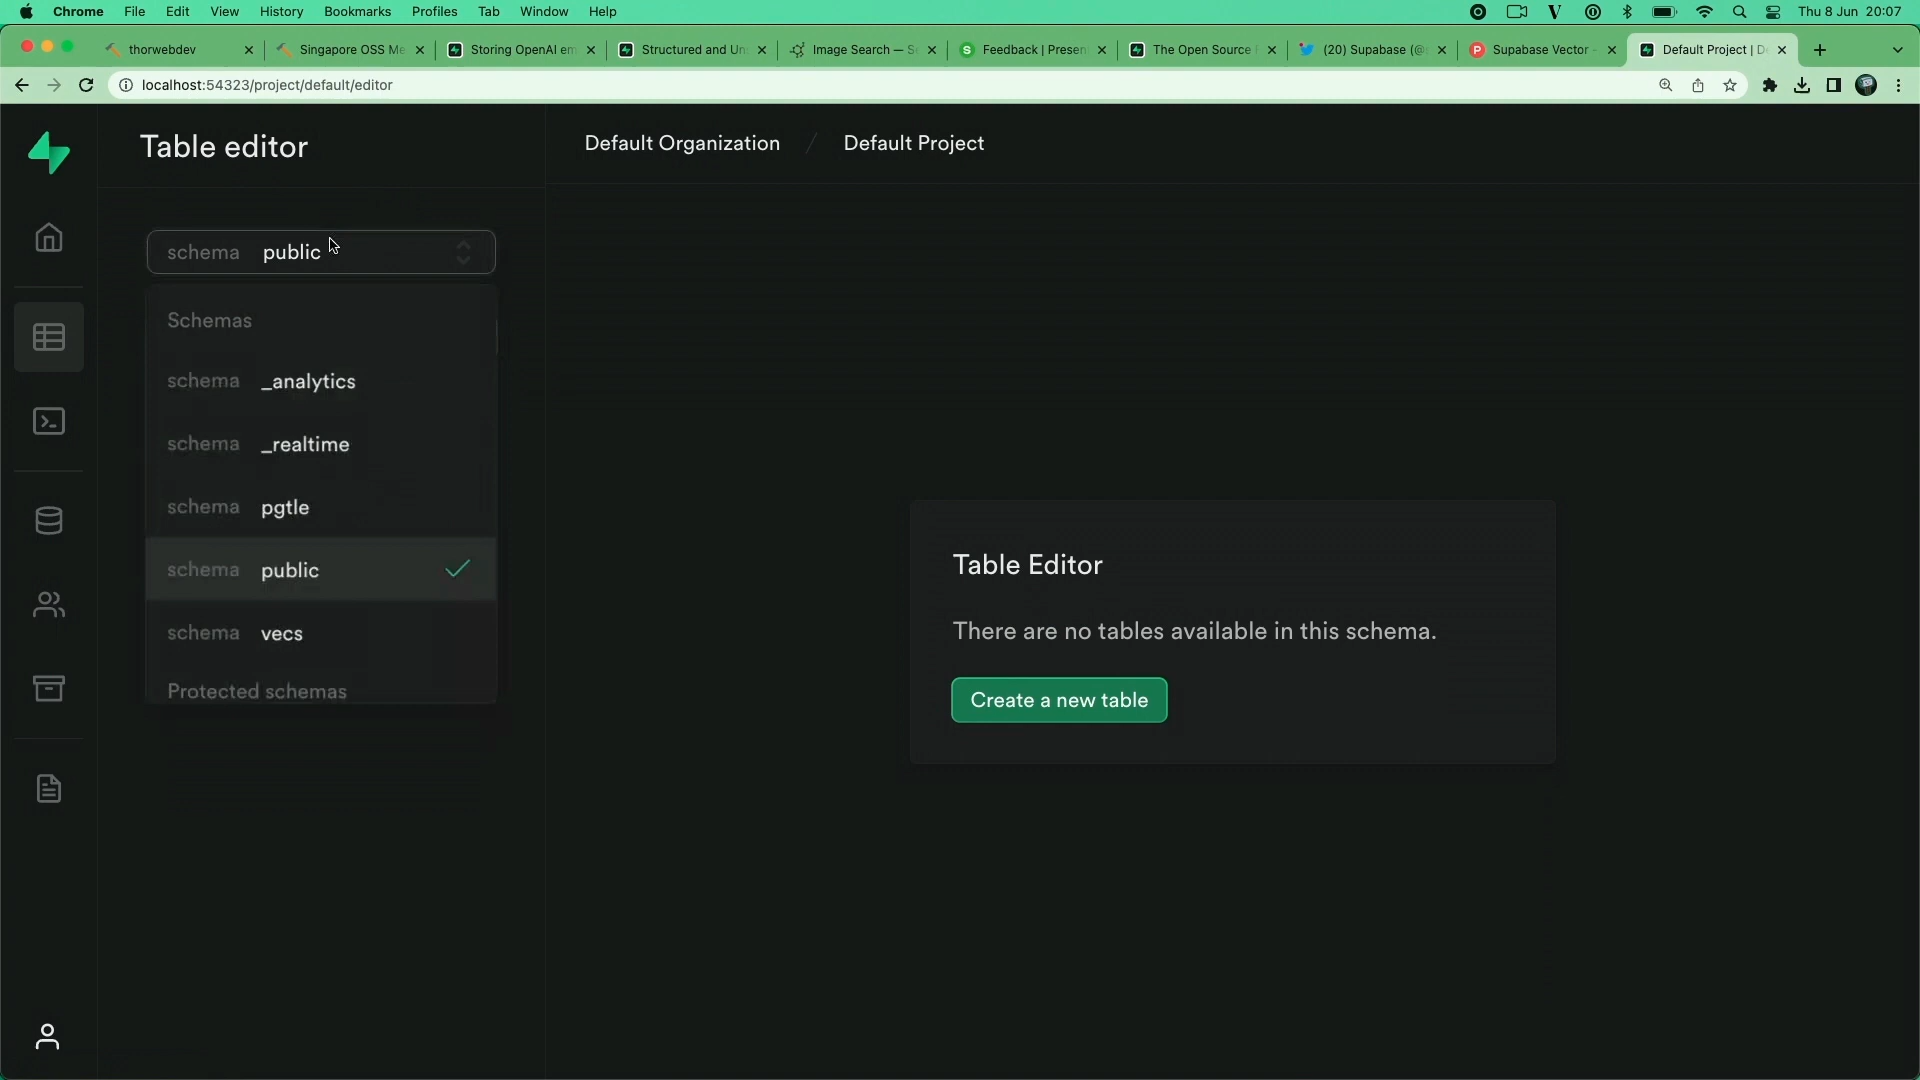 Chrome File Edit View History Bookmarks Profiles Tab Window Help Thu 8 Jun 20:07
thorwebdev Singapore OSS Me Storing OpenAI em Structured and Un Image Search — Se Feedback | Presen The Open Source (20) Supabase (@s Supabase Vector - Default Project | D
localhost:54323/project/default/editor
Table editor
Default Organization / Default Project
schema public
Schemas
schema _analytics
schema _realtime
schema pgtle
schema public
schema vecs
Protected schemas
Table Editor
There are no tables available in this schema.
Create a new table